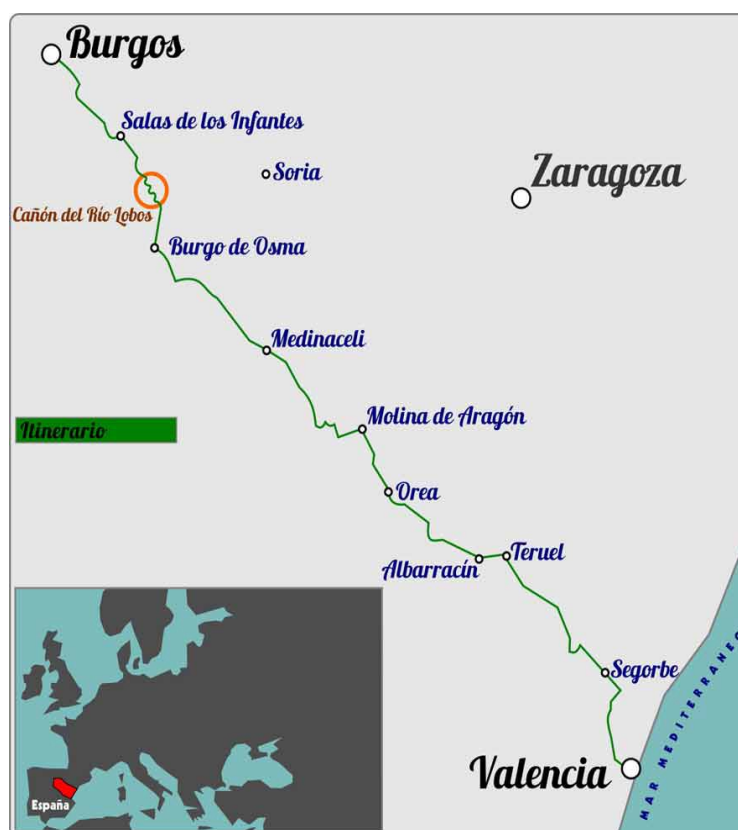 Burgos
Salas de los Infantes
Soria
Zaragoza
Cañón del Río Lobos
Burgo de Osma
Medinaceli
Molina de Aragón
Itinerario
Orea
Teruel
Albarracín
Segorbe
MAR MEDITERRANEO
Valencia
España